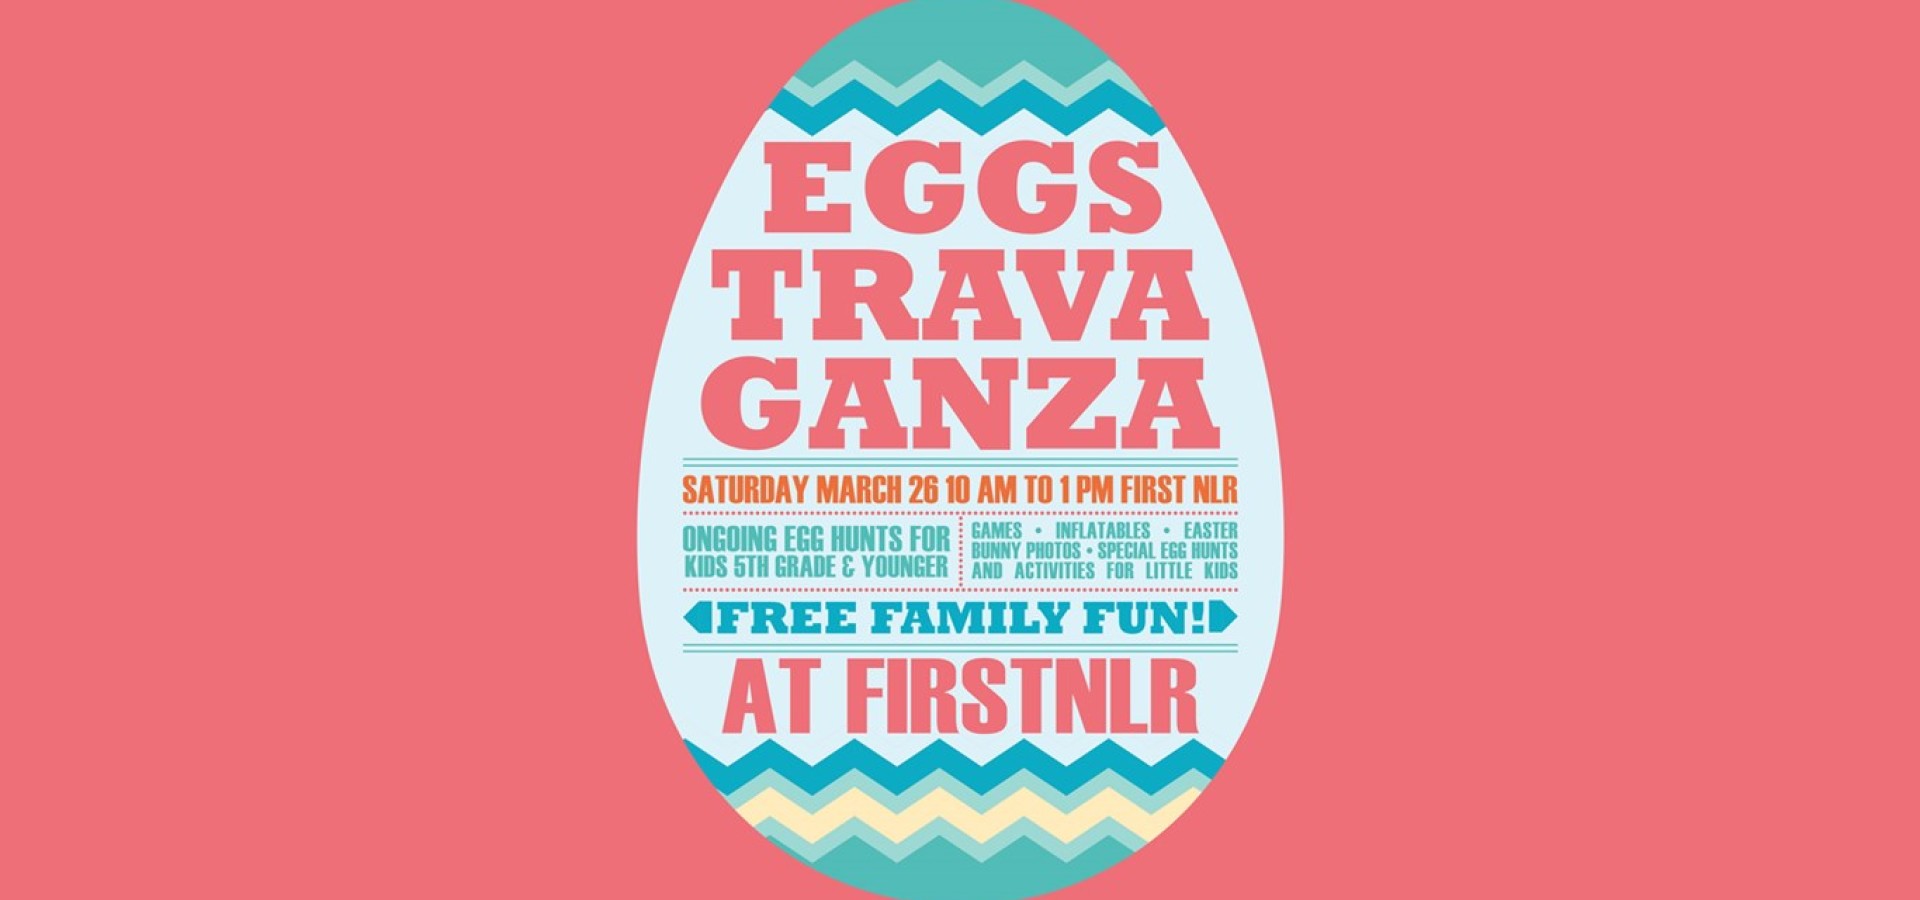 EGGS
TRAVA
GANZA
SATURDAY MARCH 26 10 AM TO 1 PM FIRST NLR
ONGOING EGG HUNTS FOR
KIDS 5TH GRADE & YOUNGER
GAMES • INFLATABLES • EASTER
BUNNY PHOTOS • SPECIAL EGG HUNTS
AND ACTIVITIES FOR LITTLE KIDS
FREE FAMILY FUN!
AT FIRSTNLR